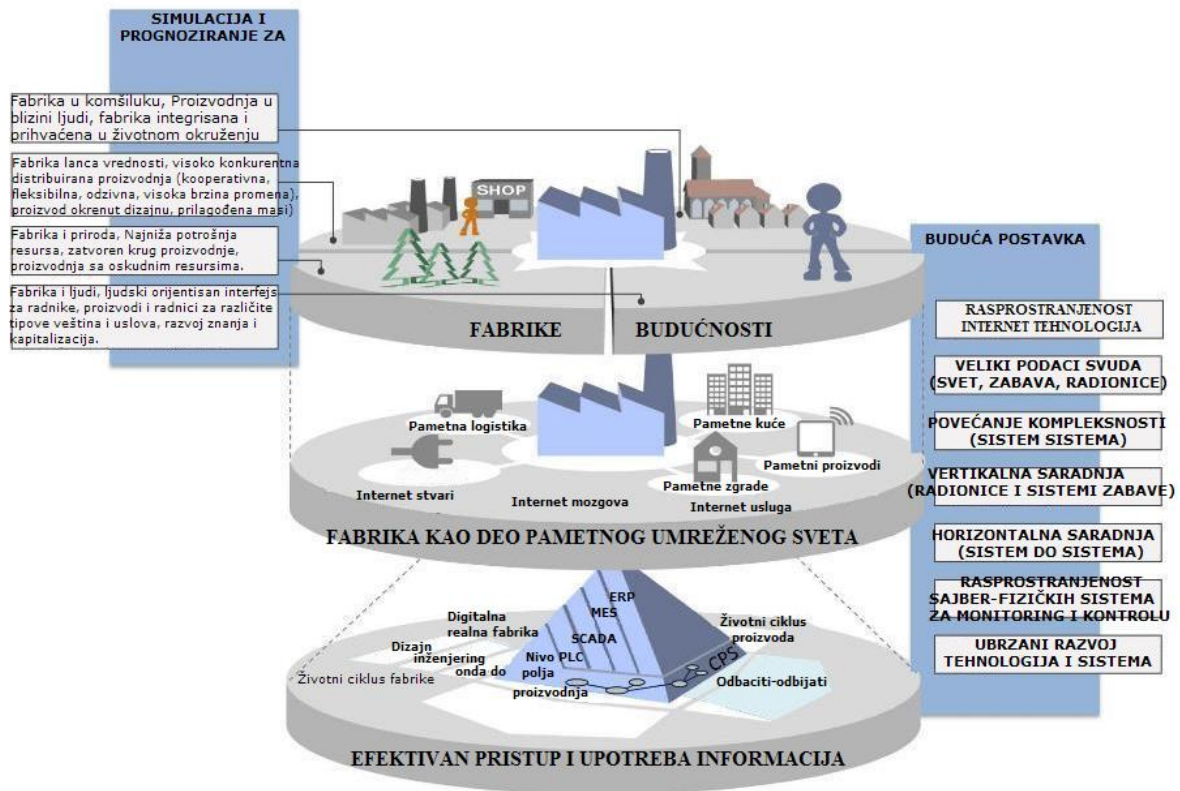 SIMULACIJA I
PROGNOZIRANJE ZA
Fabrika u komšiluku, Proizvodnja u
blizini ljudi, fabrika integrisana i
prihvaćena u životnom okruženju
Fabrika lanca vrednosti, visoko konkurentna
distribuirana proizvodnja (kooperativna,
fleksibilna, odzivna, visoka brzina promena),
proizvod okrenut dizajnu, prilagođena masi)
Fabrika i priroda, Najniža potrošnja
resursa, zatvoren krug proizvodnje,
proizvodnja sa oskudnim resursima.
Fabrika i ljudi, ljudski orijentisan interfejs
za radnike, proizvodi i radnici za različite
tipove veština i uslova, razvoj znanja i
kapitalizacija.
SHOP
FABRIKE BUDUĆNOSTI
Pametna logistika
Pametne kuće
Pametni proizvodi
Internet stvari
Internet mozgova
Pametne zgrade
Internet usluga
FABRIKA KAO DEO PAMETNOG UMREŽENOG SVETA
ERP
MES
SCADA
Nivo PLC
polja
CPS
Digitalna
realna fabrika
Dizajn
inženjering
onda do
Životni ciklus fabrike
proizvodnja
Životni ciklus
proizvoda
Odbaciti-odbijati
EFEKTIVAN PRISTUP I UPOTREBA INFORMACIJA
BUDUĆA POSTAVKA
RASPROSTRANJENOST
INTERNET TEHNOLOGIJA
VELIKI PODACI SVUDA
(SVET, ZABAVA, RADIONICE)
POVEĆANJE KOMPLEKSNOSTI
(SISTEM SISTEMA)
VERTIKALNA SARADNJA
(RADIONICE I SISTEMI ZABAVE)
HORIZONTALNA SARADNJA
(SISTEM DO SISTEMA)
RASPROSTRANJENOST
SAJBER-FIZIČKIH SISTEMA
ZA MONITORING I KONTROLU
UBRZANI RAZVOJ
TEHNOLOGIJA I SISTEMA